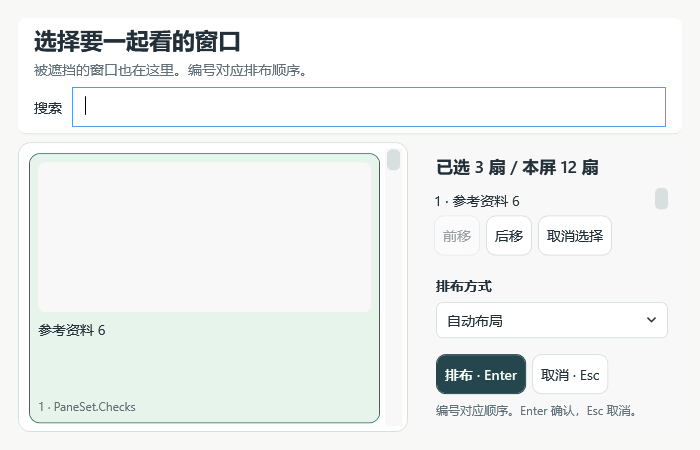 选择要一起看的窗口
被遮挡的窗口也在这里。编号对应排布顺序。
搜索
参考资料 6
1 · PaneSet.Checks
已选 3 扇 / 本屏 12 扇
1 · 参考资料 6
前移 后移 取消选择
排布方式
自动布局
排布 · Enter 取消 · Esc
编号对应顺序。Enter 确认，Esc 取消。